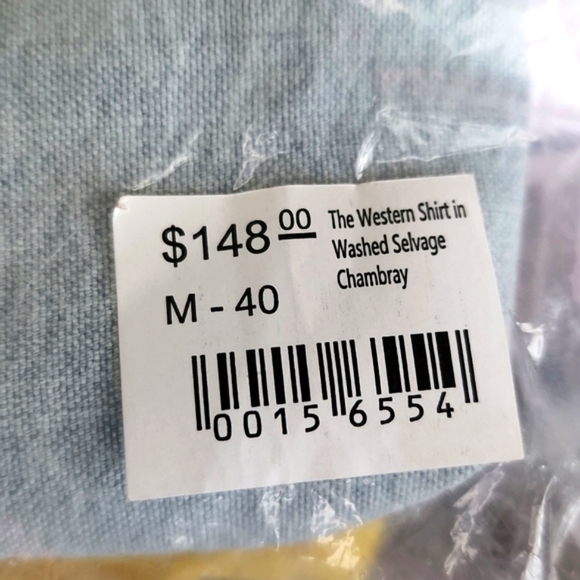 $148 00
The Western Shirt in
Washed Selvage
Chambray
M - 40
0015 6554